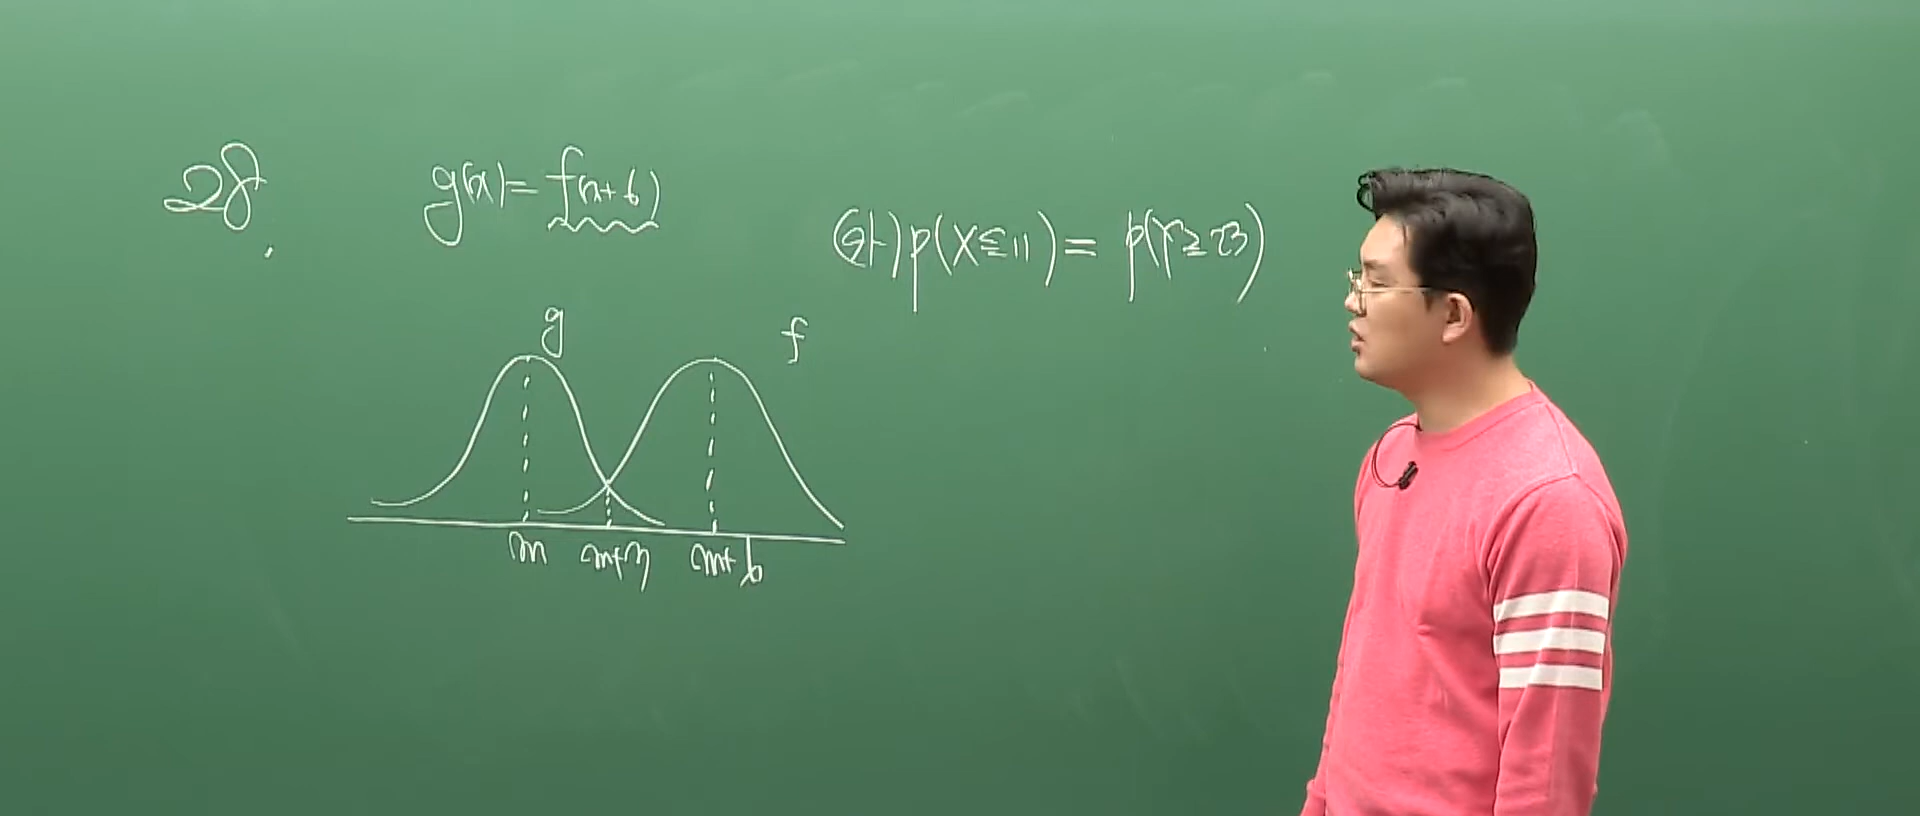 28.
g(x)=f(x+6)
(가) P(X≤11)=P(Y≥23)
g
f
m
m+3
m+6